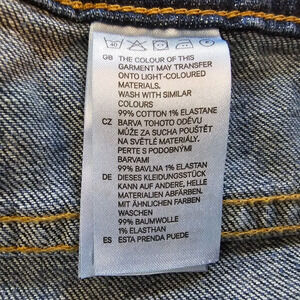 40
GB THE COLOUR OF THIS
GARMENT MAY TRANSFER
ONTO LIGHT-COLOURED
MATERIALS.
WASH WITH SIMILAR
COLOURS
99% COTTON 1% ELASTANE
CZ BARVA TOHOTO ODĚVU
MŮŽE ZA SUCHA POUŠTĚT
NA SVĚTLÉ MATERIÁLY.
PERTE S PODOBNÝMI
BARVAMI
99% BAVLNA 1% ELASTAN
DE DIESES KLEIDUNGSSTÜCK
KANN AUF ANDERE, HELLE
MATERIALIEN ABFÄRBEN.
MIT ÄHNLICHEN FARBEN
WASCHEN
99% BAUMWOLLE
1% ELASTHAN
ES ESTA PRENDA PUEDE